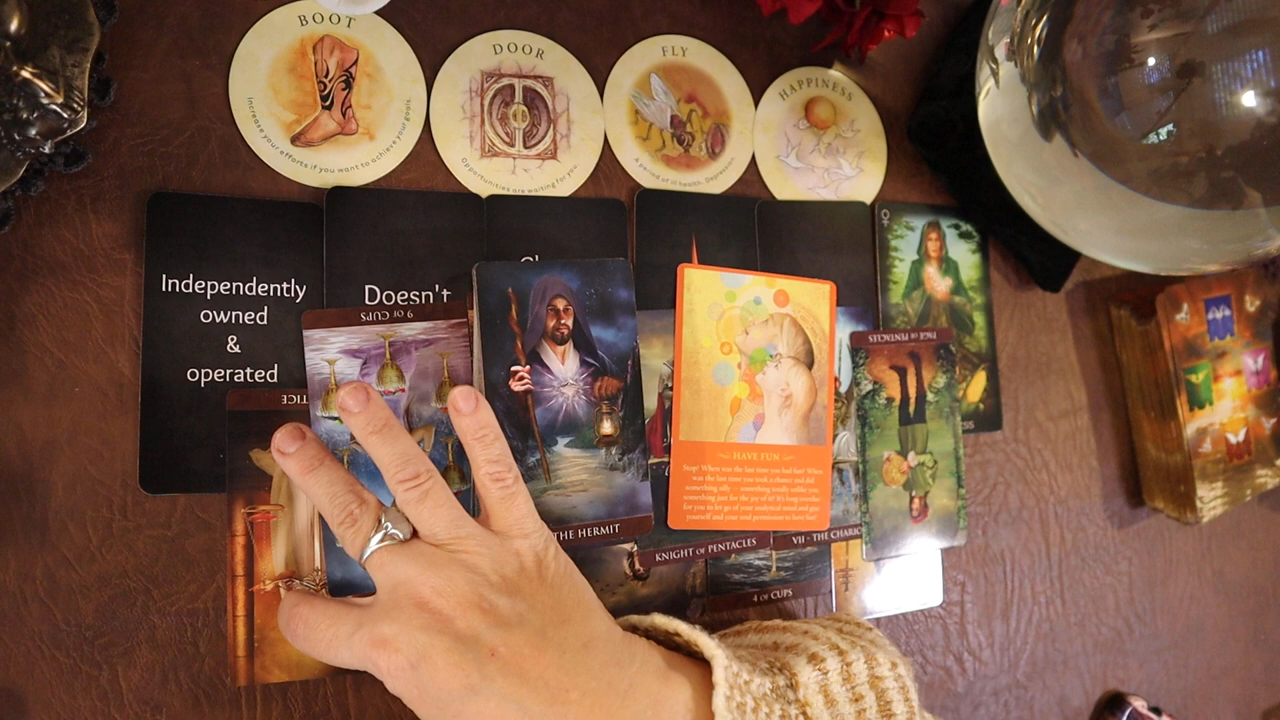 BOOT
Increase your efforts if you want to achieve your goals.
DOOR
Opportunities are waiting for you.
FLY
A period of ill health. Depression
HAPPINESS
Independently
owned
&
operated
Doesn't
9 OF CUPS
TICE
THE HERMIT
KNIGHT OF PENTACLES
4 OF CUPS
VII - THE CHARIO
HAVE FUN
Stop! When was the last time you had fun? When
was the last time you took a chance and did
something silly — something totally unlike you,
something just for the joy of it? It's long overdue
for you to let go of your analytical mind and give
yourself and your soul permission to have fun!
PAGE OF PENTACLES
ESS